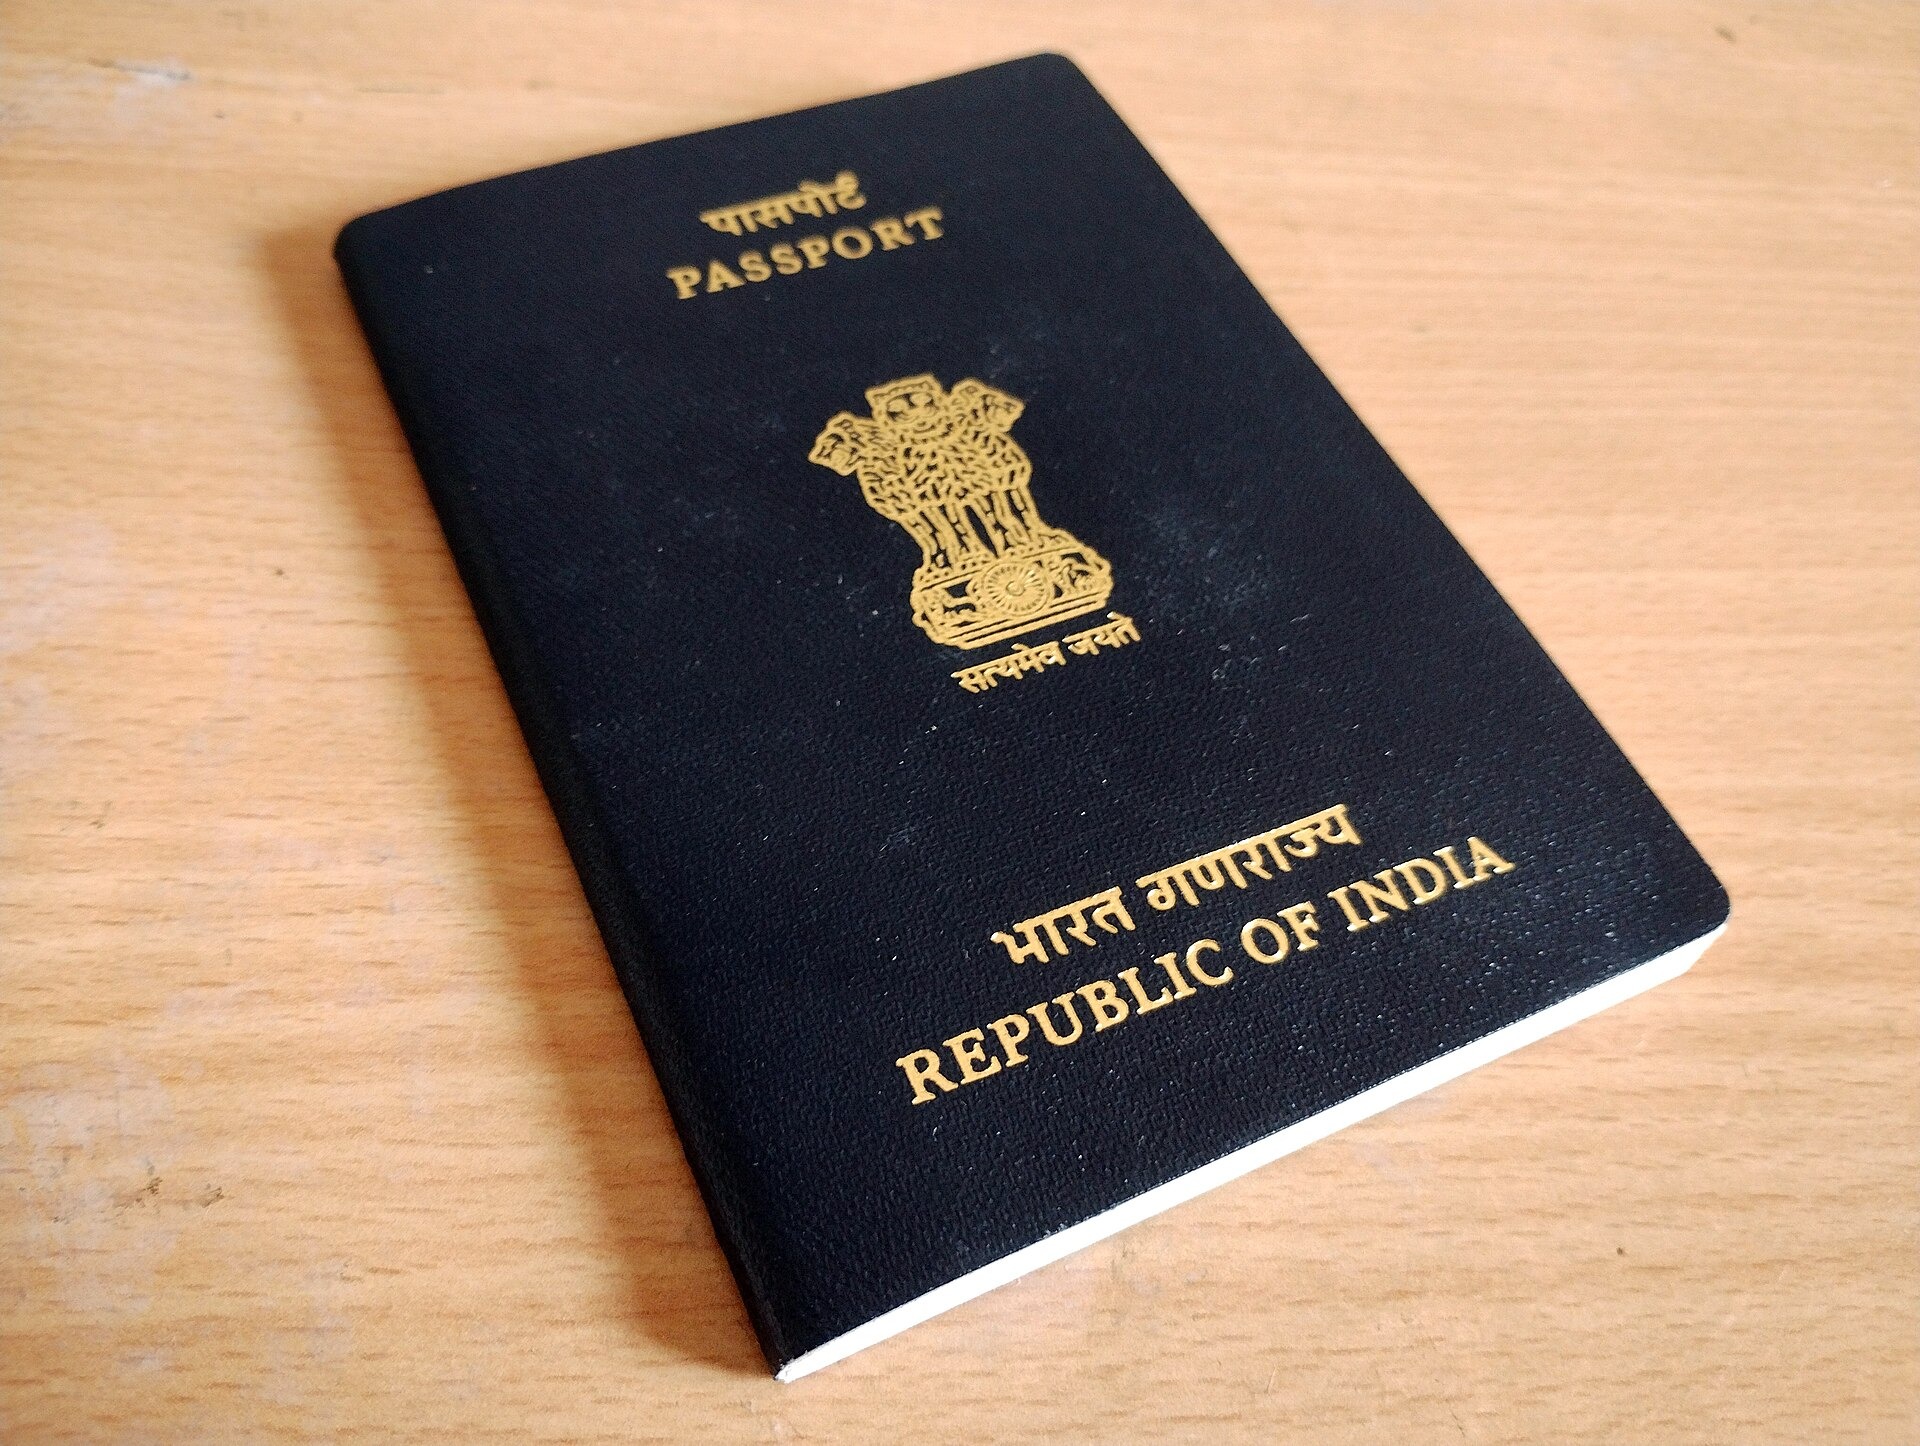 पासपोर्ट
PASSPORT
सत्यमेव जयते
भारत गणराज्य
REPUBLIC OF INDIA